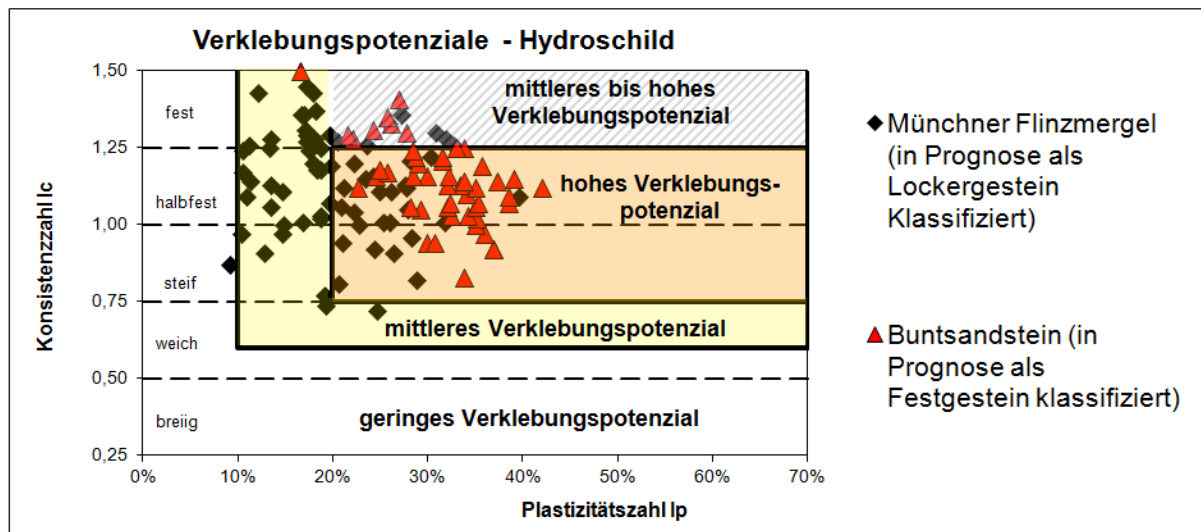 Verklebungspotenziale - Hydroschild
Konsistenzzahl Ic
1,50
1,25
1,00
0,75
0,50
0,25
fest
halbfest
steif
weich
breiig
mittleres bis hohes
Verklebungspotenzial
hohes Verklebungs-
potenzial
mittleres Verklebungspotenzial
geringes Verklebungspotenzial
0% 10% 20% 30% 40% 50% 60% 70%
Plastizitätszahl Ip
Münchner Flinzmergel
(in Prognose als
Lockergestein
Klassifiziert)
Buntsandstein (in
Prognose als
Festgestein klassifiziert)